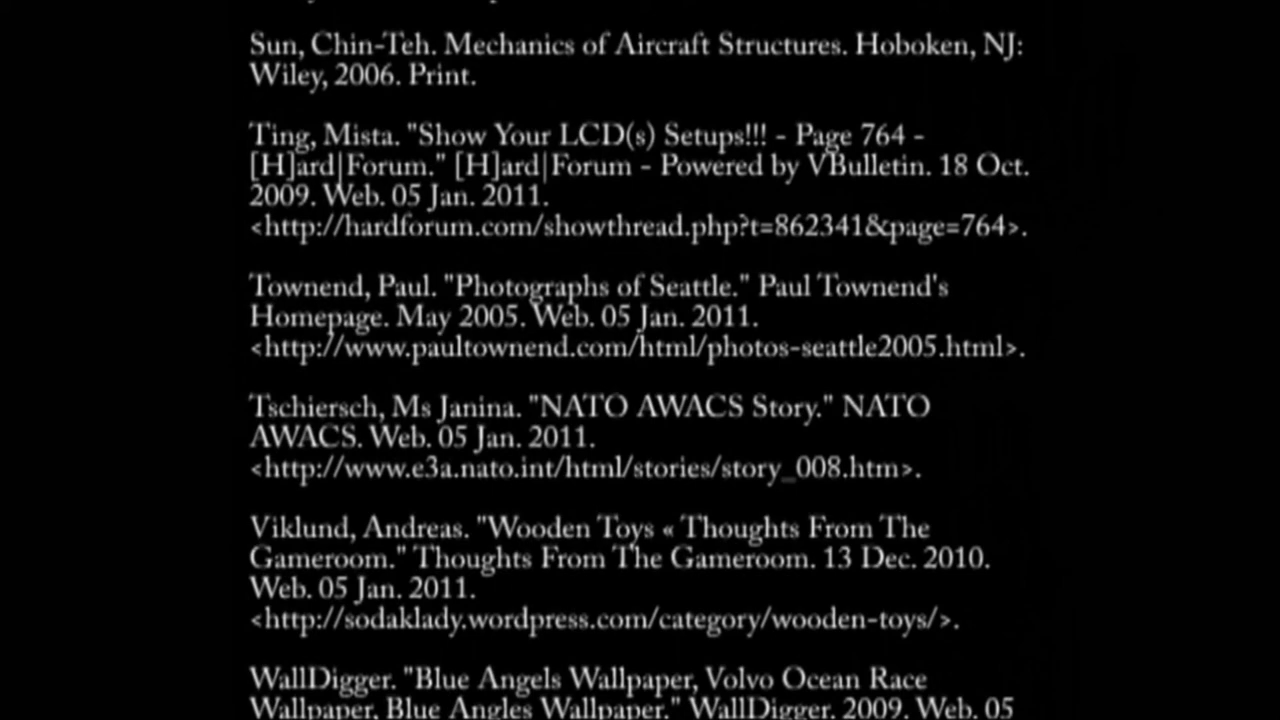 Sun, Chin-Teh. Mechanics of Aircraft Structures. Hoboken, NJ:
Wiley, 2006. Print.
Ting, Mista. "Show Your LCD(s) Setups!!! - Page 764 -
[H]ard|Forum." [H]ard|Forum - Powered by VBulletin. 18 Oct.
2009. Web. 05 Jan. 2011.
<http://hardforum.com/showthread.php?t=862341&page=764>.
Townend, Paul. "Photographs of Seattle." Paul Townend's
Homepage. May 2005. Web. 05 Jan. 2011.
<http://www.paultownend.com/html/photos-seattle2005.html>.
Tschiersch, Ms Janina. "NATO AWACS Story." NATO
AWACS. Web. 05 Jan. 2011.
<http://www.e3a.nato.int/html/stories/story_008.htm>.
Viklund, Andreas. "Wooden Toys « Thoughts From The
Gameroom." Thoughts From The Gameroom. 13 Dec. 2010.
Web. 05 Jan. 2011.
<http://sodaklady.wordpress.com/category/wooden-toys/>.
WallDigger. "Blue Angels Wallpaper, Volvo Ocean Race
Wallpaper, Blue Angles Wallpaper." WallDigger. 2009. Web. 05